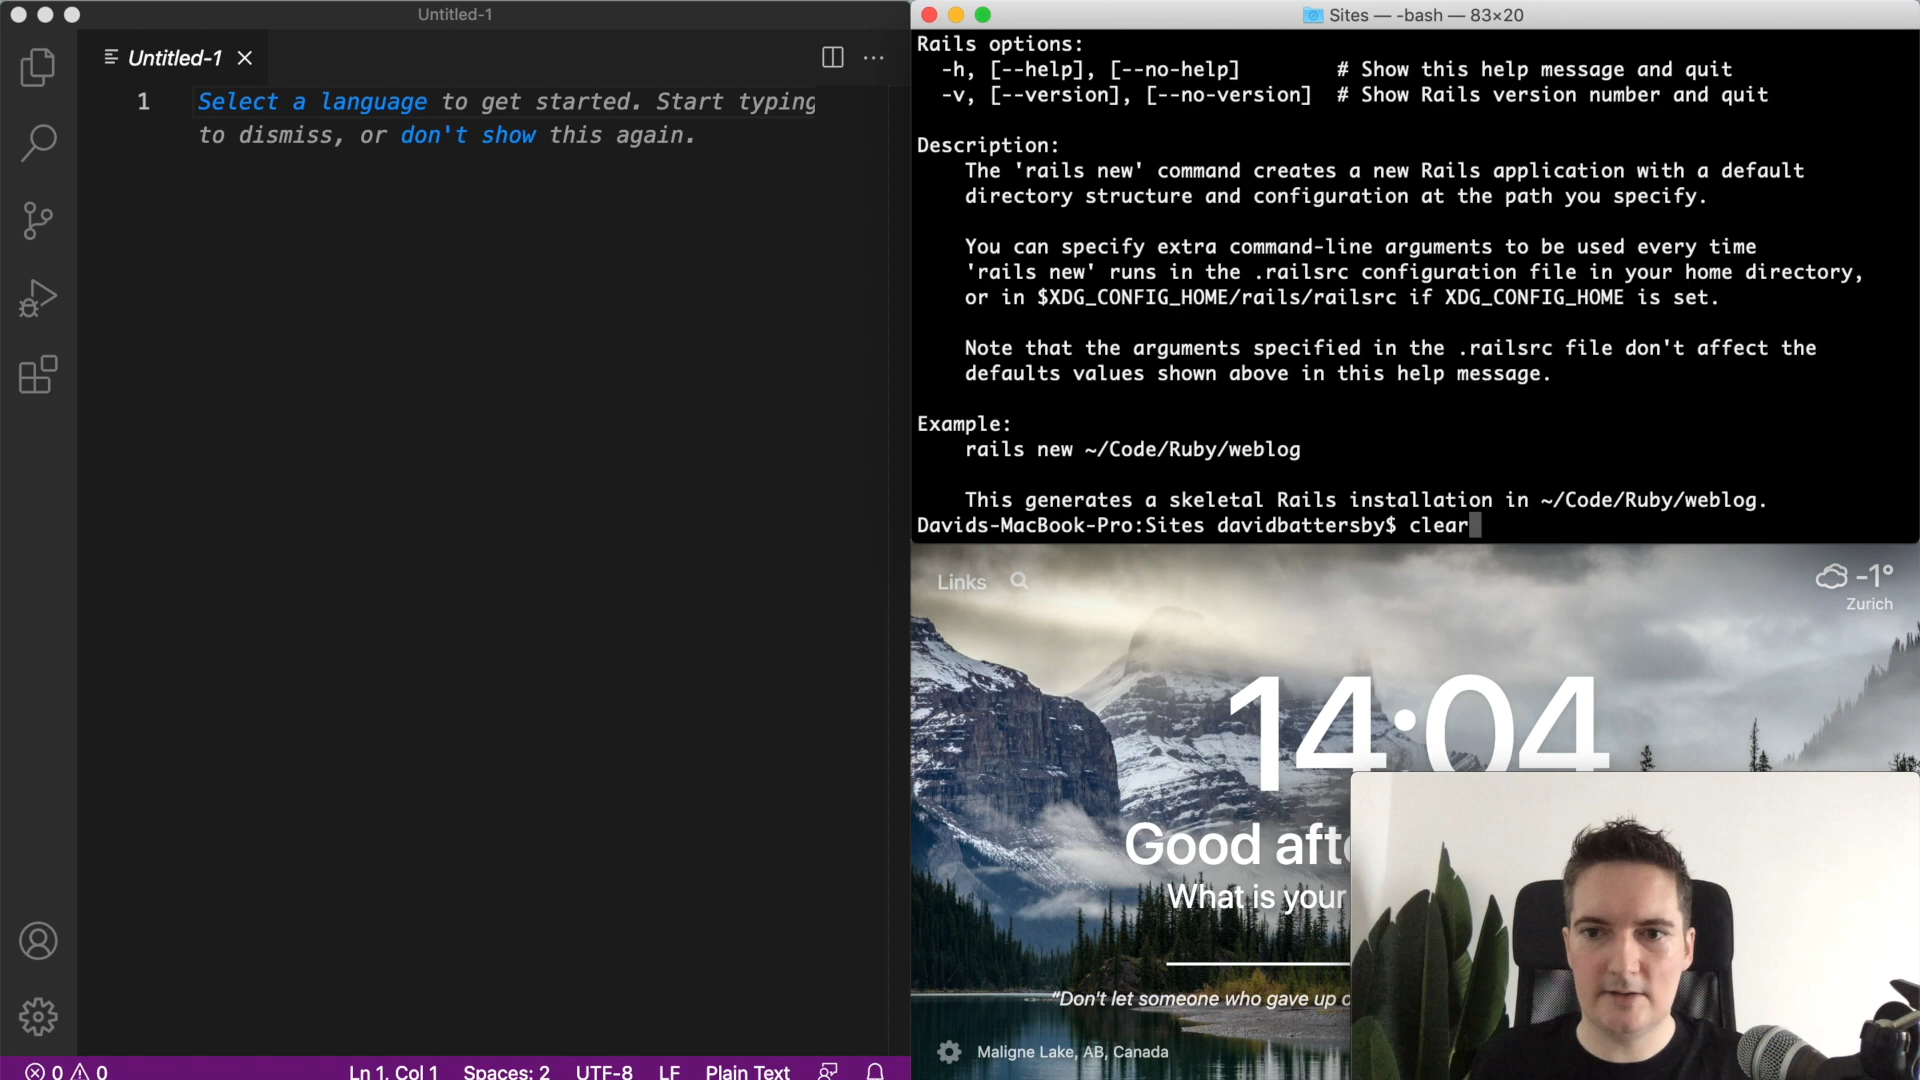 Untitled-1
Untitled-1
1
Select a language to get started. Start typing
to dismiss, or don't show this again.
0 0
Ln 1, Col 1 Spaces: 2 UTF-8 LF Plain Text
Sites — -bash — 83×20
Rails options:
-h, [--help], [--no-help] # Show this help message and quit
-v, [--version], [--no-version] # Show Rails version number and quit
Description:
The 'rails new' command creates a new Rails application with a default
directory structure and configuration at the path you specify.
You can specify extra command-line arguments to be used every time
'rails new' runs in the .railsrc configuration file in your home directory,
or in $XDG_CONFIG_HOME/rails/railsrc if XDG_CONFIG_HOME is set.
Note that the arguments specified in the .railsrc file don't affect the
defaults values shown above in this help message.
Example:
rails new ~/Code/Ruby/weblog
This generates a skeletal Rails installation in ~/Code/Ruby/weblog.
Davids-MacBook-Pro:Sites davidbattersby$ clear
Links
-1°
Zurich
14:04
Good aft
What is your
"Don't let someone who gave up
Maligne Lake, AB, Canada